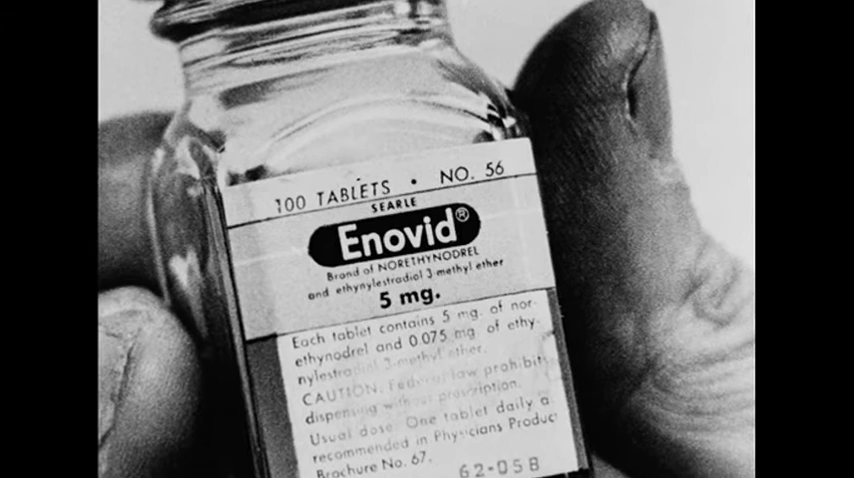 100 TABLETS • NO. 56
SEARLE
Enovid®
Brand of NORETHYNODREL
and ethynylestradiol 3-methyl ether
5 mg.
Each tablet contains 5 mg. of nor-
ethynodrel and 0.075 mg of ethy-
nylestradiol 3-methyl ether.
CAUTION: Federal law prohibits
dispensing without prescription.
Usual dose: One tablet daily a
recommended in Physicians Produc
Brochure No. 67.
62-058